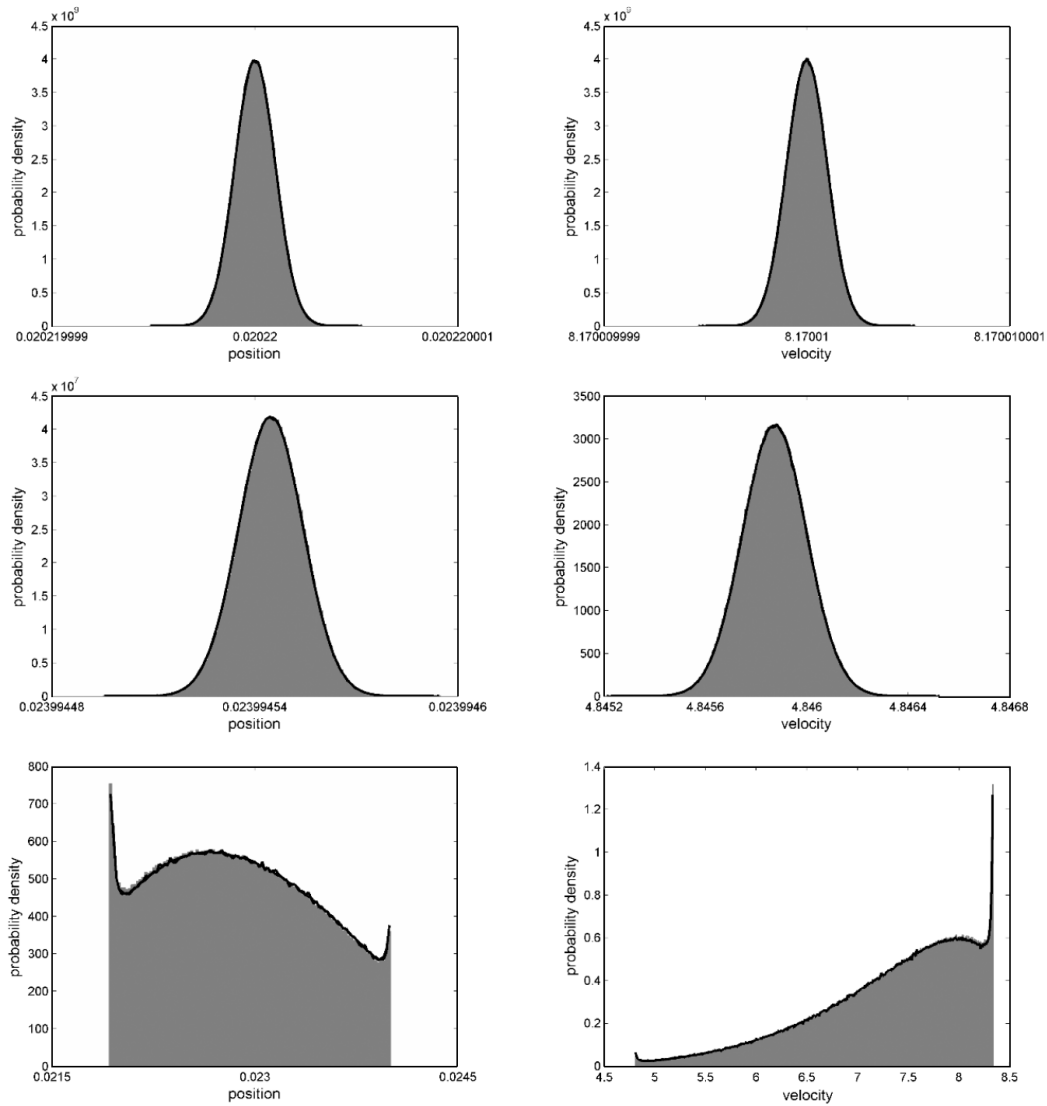 x 10^9
4.5
4
3.5
3
2.5
2
1.5
1
0.5
0
probability density
0.020219999 0.02022 0.020220001
position
x 10^9
4.5
4
3.5
3
2.5
2
1.5
1
0.5
0
probability density
8.170009999 8.17001 8.170010001
velocity
x 10^7
4.5
4
3.5
3
2.5
2
1.5
1
0.5
0
probability density
0.02399448 0.02399454 0.0239946
position
3500
3000
2500
2000
1500
1000
500
0
probability density
4.8452 4.8456 4.846 4.8464 4.8468
velocity
800
700
600
500
400
300
200
100
0
probability density
0.0215 0.023 0.0245
position
1.4
1.2
1
0.8
0.6
0.4
0.2
0
probability density
4.5 5 5.5 6 6.5 7 7.5 8 8.5
velocity